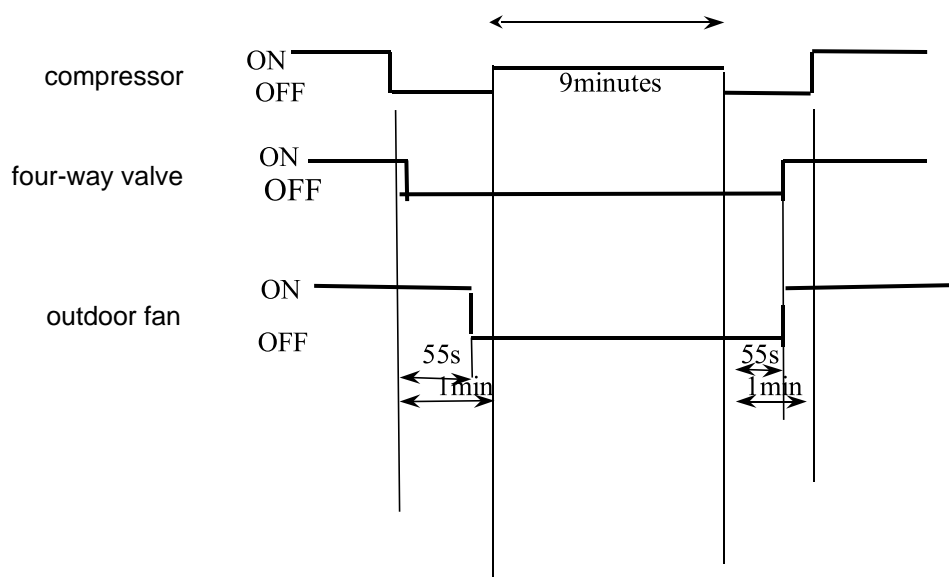 compressor
ON
OFF
9minutes
four-way valve
ON
OFF
outdoor fan
ON
OFF
55s
1min
55s
1min